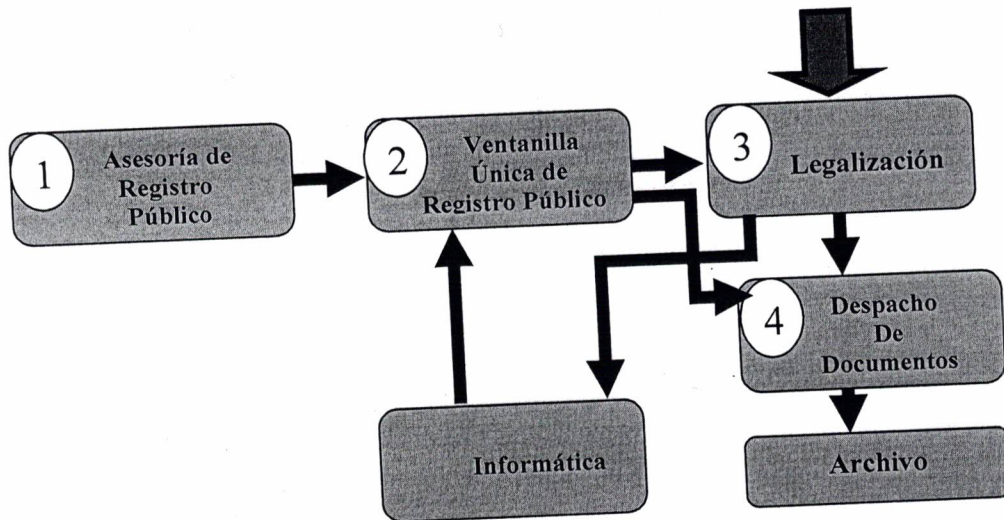 1
Asesoría de
Registro
Público
2
Ventanilla
Única de
Registro Público
3
Legalización
4
Despacho
De
Documentos
Informática
Archivo